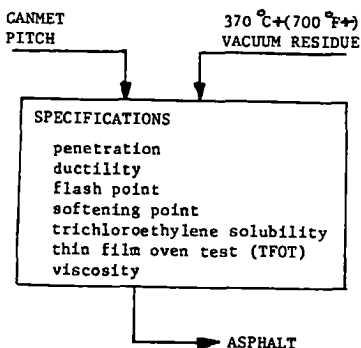 CANMET
PITCH
370 °C+(700 °F+)
VACUUM RESIDUE
SPECIFICATIONS
penetration
ductility
flash point
softening point
trichloroethylene solubility
thin film oven test (TFOT)
viscosity
ASPHALT